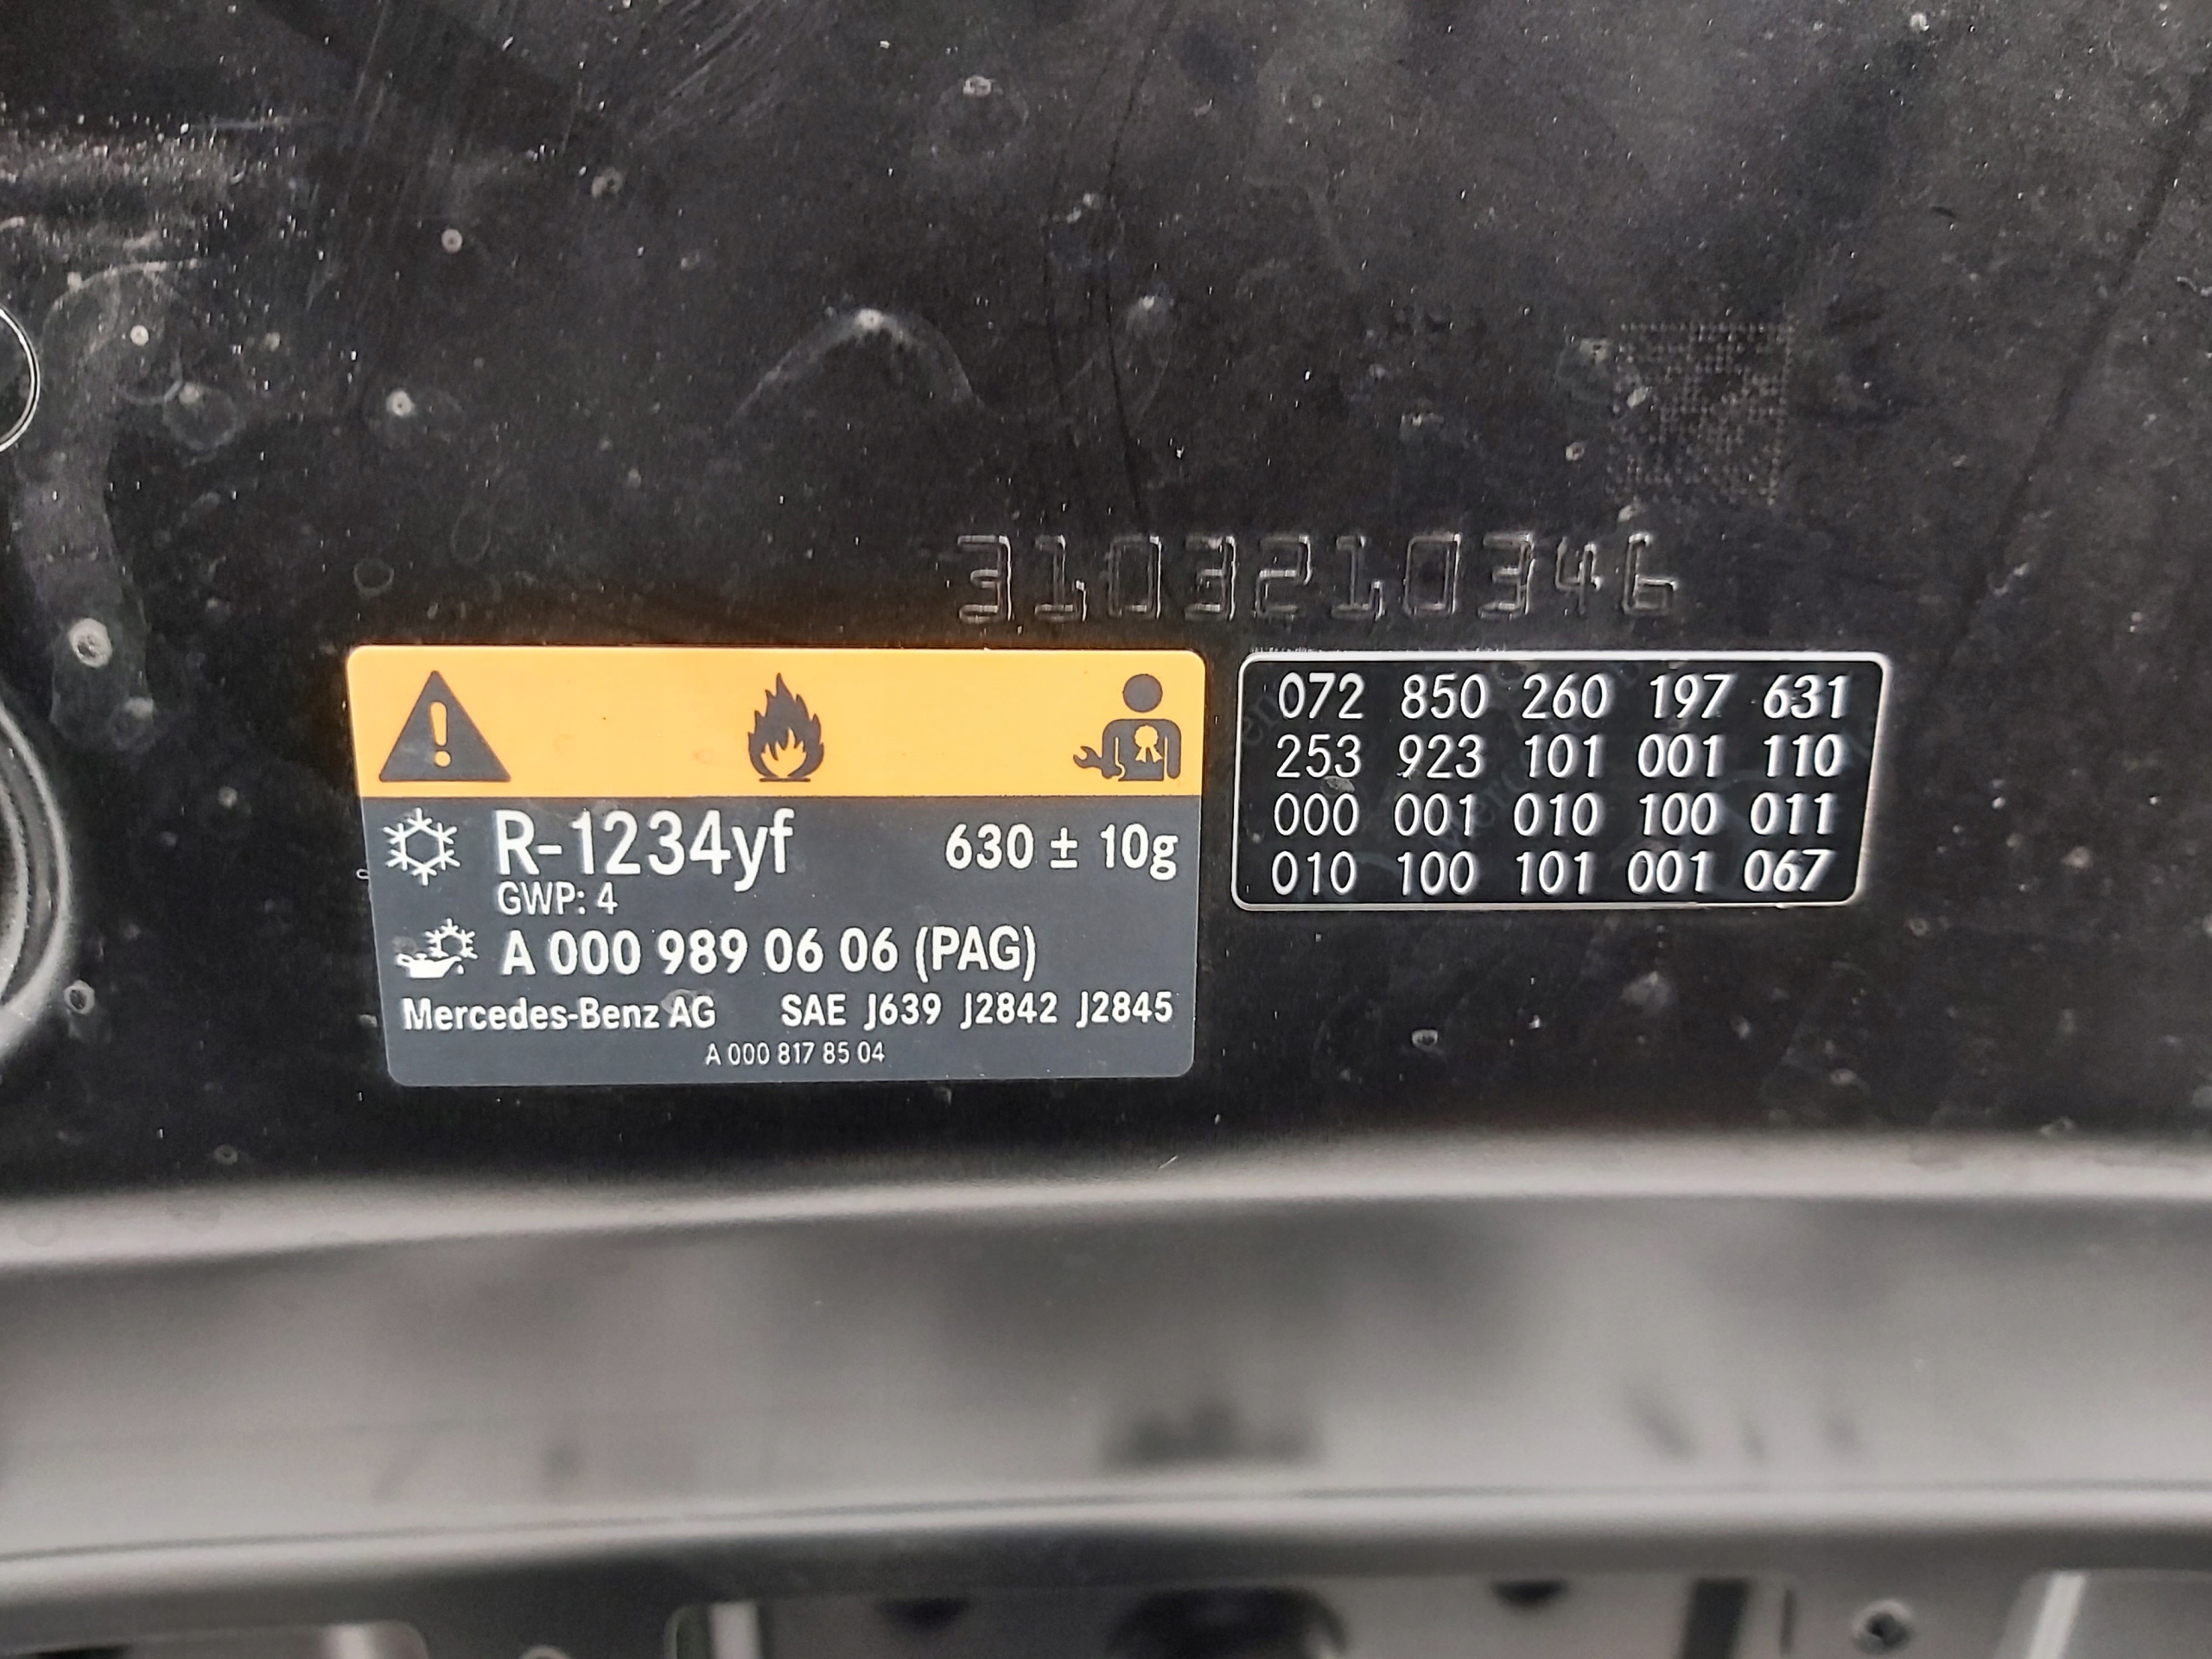 3103210346
R-1234yf 630 ± 10g
GWP: 4
A 000 989 06 06 (PAG)
Mercedes-Benz AG SAE J639 J2842 J2845
A 000 817 85 04
072 850 260 197 631
253 923 101 001 110
000 001 010 100 011
010 100 101 001 067